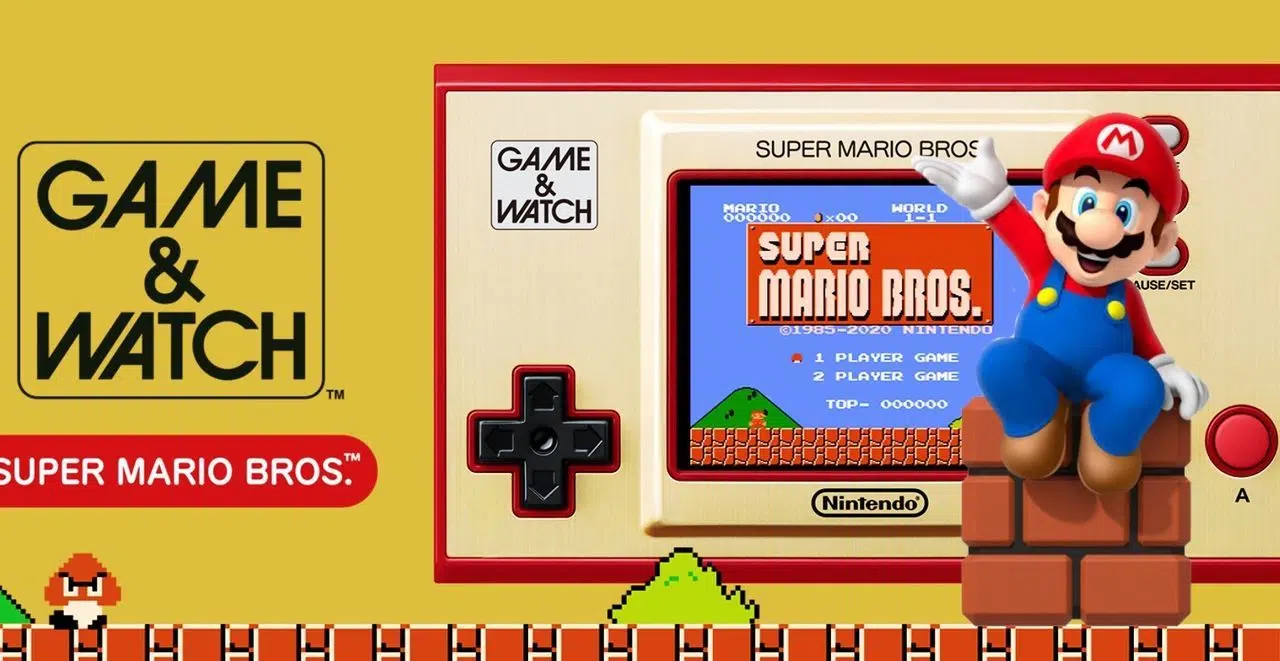 GAME
&
WATCH
TM
SUPER MARIO BROS.™
GAME
&
WATCH
SUPER MARIO BROS
MARIO WORLD
000000 x00 1-1
SUPER
MARIO BROS.
©1985-2020 NINTENDO
1 PLAYER GAME
2 PLAYER GAME
TOP- 000000
Nintendo®
M
AUSE/SET
A